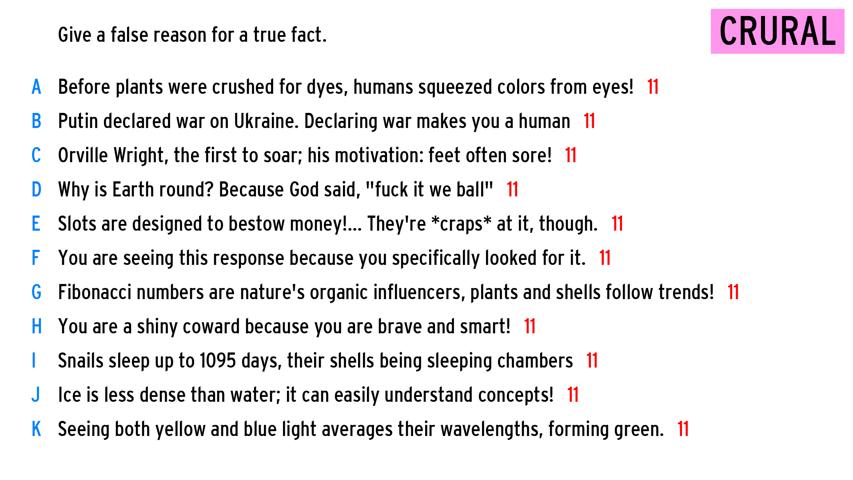 Give a false reason for a true fact.
CRURAL
A Before plants were crushed for dyes, humans squeezed colors from eyes! 11
B Putin declared war on Ukraine. Declaring war makes you a human 11
C Orville Wright, the first to soar; his motivation: feet often sore! 11
D Why is Earth round? Because God said, "fuck it we ball" 11
E Slots are designed to bestow money!... They're *craps* at it, though. 11
F You are seeing this response because you specifically looked for it. 11
G Fibonacci numbers are nature's organic influencers, plants and shells follow trends! 11
H You are a shiny coward because you are brave and smart! 11
I Snails sleep up to 1095 days, their shells being sleeping chambers 11
J Ice is less dense than water; it can easily understand concepts! 11
K Seeing both yellow and blue light averages their wavelengths, forming green. 11